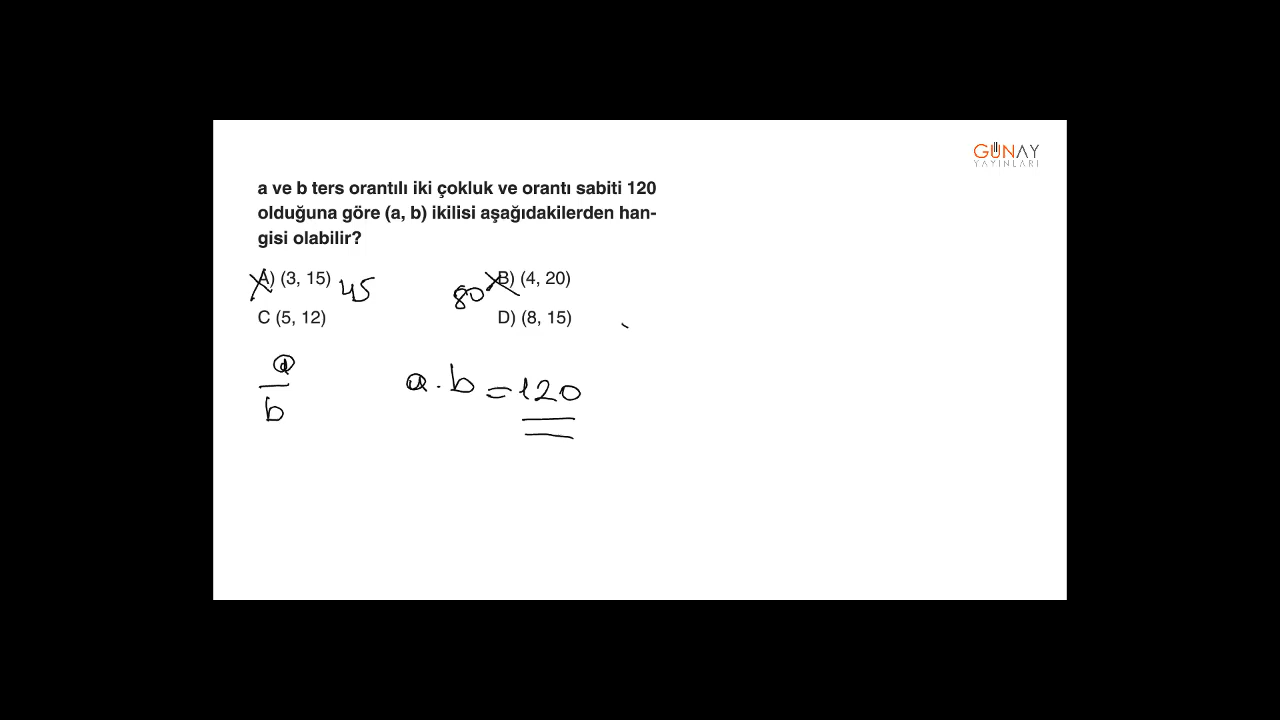 GÜNAY
YAYINLARI
a ve b ters orantılı iki çokluk ve orantı sabiti 120
olduğuna göre (a, b) ikilisi aşağıdakilerden han-
gisi olabilir?
A) (3, 15) 45
80 B) (4, 20)
C (5, 12)
D) (8, 15)
a
b
a . b = 120